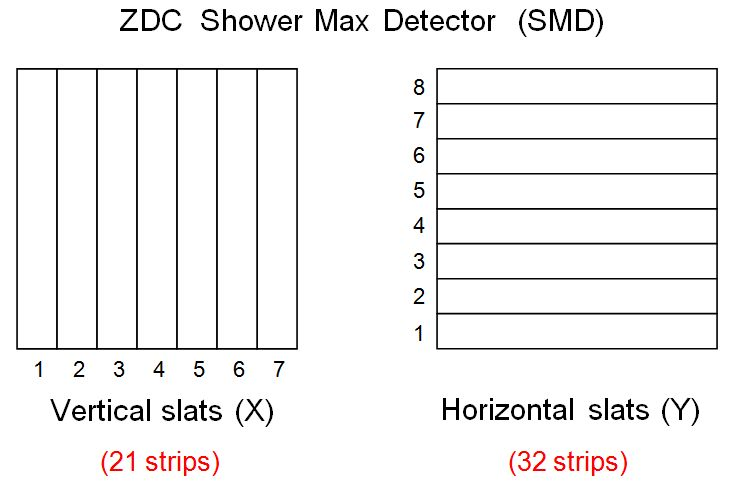 ZDC Shower Max Detector (SMD)
8
7
6
5
4
3
2
1
1 2 3 4 5 6 7
Vertical slats (X)
Horizontal slats (Y)
(21 strips)
(32 strips)